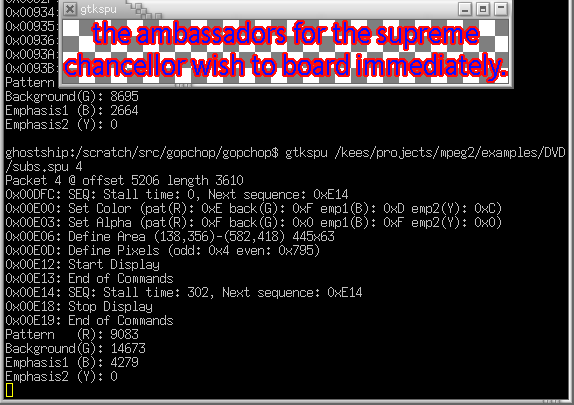 gtkspu
the ambassadors for the supreme
chancellor wish to board immediately.
0x00932:
0x00934:
0x00935:
0x00936:
0x0093A:
0x0093B:
Pattern
Background(G): 8695
Emphasis1 (B): 2664
Emphasis2 (Y): 0
ghostship:/scratch/src/gopchop/gopchop$ gtkspu /kees/projects/mpeg2/examples/DVD
/subs.spu 4
Packet 4 @ offset 5206 length 3610
0x00DFC: SEQ: Stall time: 0, Next sequence: 0xE14
0x00E00: Set Color (pat(R): 0xE back(G): 0xF emp1(B): 0xD emp2(Y): 0xC)
0x00E03: Set Alpha (pat(R): 0xF back(G): 0x0 emp1(B): 0xF emp2(Y): 0x0)
0x00E06: Define Area (138,356)-(582,418) 445x63
0x00E0D: Define Pixels (odd: 0x4 even: 0x795)
0x00E12: Start Display
0x00E13: End of Commands
0x00E14: SEQ: Stall time: 302, Next sequence: 0xE14
0x00E18: Stop Display
0x00E19: End of Commands
Pattern   (R): 9083
Background(G): 14673
Emphasis1 (B): 4279
Emphasis2 (Y): 0